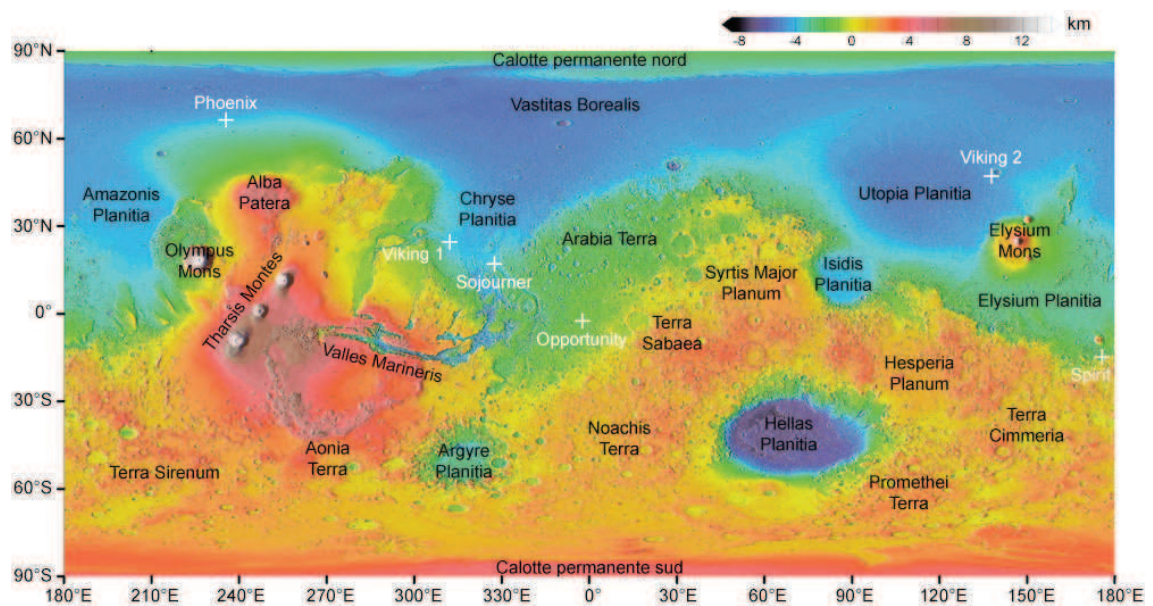 km
-8 -4 0 4 8 12
90°N
Calotte permanente nord
Phoenix
Vastitas Borealis
60°N
Viking 2
Amazonis
Planitia
Alba
Patera
Chryse
Planitia
Utopia Planitia
30°N
Olympus
Mons
Viking 1
Sojourner
Arabia Terra
Syrtis Major
Planum
Isidis
Planitia
Elysium
Mons
Elysium Planitia
Tharsis Montes
0°
Opportunity
Terra
Sabaea
Valles Marineris
Hesperia
Planum
Spirit
30°S
Aonia
Terra
Argyre
Planitia
Noachis
Terra
Hellas
Planitia
Terra
Cimmeria
Terra Sirenum
60°S
Promethei
Terra
Calotte permanente sud
90°S
180°E 210°E 240°E 270°E 300°E 330°E 0° 30°E 60°E 90°E 120°E 150°E 180°E